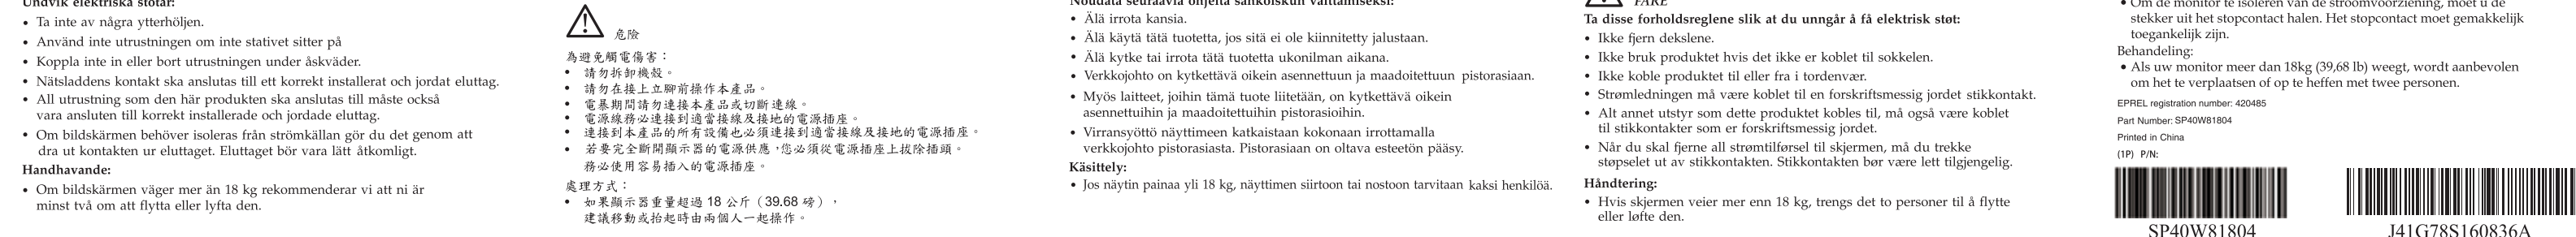 Undvik elektriska stötar:
• Ta inte av några ytterhöljen.
• Använd inte utrustningen om inte stativet sitter på
• Koppla inte in eller bort utrustningen under åskväder.
• Nätsladdens kontakt ska anslutas till ett korrekt installerat och jordat eluttag.
• All utrustning som den här produkten ska anslutas till måste också
vara ansluten till korrekt installerade och jordade eluttag.
• Om bildskärmen behöver isoleras från strömkällan gör du det genom att
dra ut kontakten ur eluttaget. Eluttaget bör vara lätt åtkomligt.
Handhavande:
• Om bildskärmen väger mer än 18 kg rekommenderar vi att ni är
minst två om att flytta eller lyfta den.
危險
為避免觸電傷害：
• 請勿拆卸機殼。
• 請勿在接上立腳前操作本產品。
• 電暴期間請勿連接本產品或切斷連線。
• 電源線務必連接到適當接線及接地的電源插座。
• 連接到本產品的所有設備也必須連接到適當接線及接地的電源插座。
• 若要完全斷開顯示器的電源供應，您必須從電源插座上拔除插頭。
務必使用容易插入的電源插座。
處理方式：
• 如果顯示器重量超過 18 公斤（39.68 磅），
建議移動或抬起時由兩個人一起操作。
Noudata seuraavia ohjeita sähköiskun välttämiseksi:
• Älä irrota kansia.
• Älä käytä tätä tuotetta, jos sitä ei ole kiinnitetty jalustaan.
• Älä kytke tai irrota tätä tuotetta ukonilman aikana.
• Verkkojohto on kytkettävä oikein asennettuun ja maadoitettuun pistorasiaan.
• Myös laitteet, joihin tämä tuote liitetään, on kytkettävä oikein
asennettuihin ja maadoitettuihin pistorasioihin.
• Virransyöttö näyttimeen katkaistaan kokonaan irrottamalla
verkkojohto pistorasiasta. Pistorasiaan on oltava esteetön pääsy.
Käsittely:
• Jos näytin painaa yli 18 kg, näyttimen siirtoon tai nostoon tarvitaan kaksi henkilöä.
FARE
Ta disse forholdsreglene slik at du unngår å få elektrisk støt:
• Ikke fjern dekslene.
• Ikke bruk produktet hvis det ikke er koblet til sokkelen.
• Ikke koble produktet til eller fra i tordenvær.
• Strømledningen må være koblet til en forskriftsmessig jordet stikkontakt.
• Alt annet utstyr som dette produktet kobles til, må også være koblet
til stikkontakter som er forskriftsmessig jordet.
• Når du skal fjerne all strømtilførsel til skjermen, må du trekke
støpselet ut av stikkontakten. Stikkontakten bør være lett tilgjengelig.
Håndtering:
• Hvis skjermen veier mer enn 18 kg, trengs det to personer til å flytte
eller løfte den.
• Om de monitor te isoleren van de stroomvoorziening, moet u de
stekker uit het stopcontact halen. Het stopcontact moet gemakkelijk
toegankelijk zijn.
Behandeling:
• Als uw monitor meer dan 18kg (39,68 lb) weegt, wordt aanbevolen
om het te verplaatsen of op te heffen met twee personen.
EPREL registration number: 420485
Part Number: SP40W81804
Printed in China
(1P) P/N:
SP40W81804
J41G78S160836A